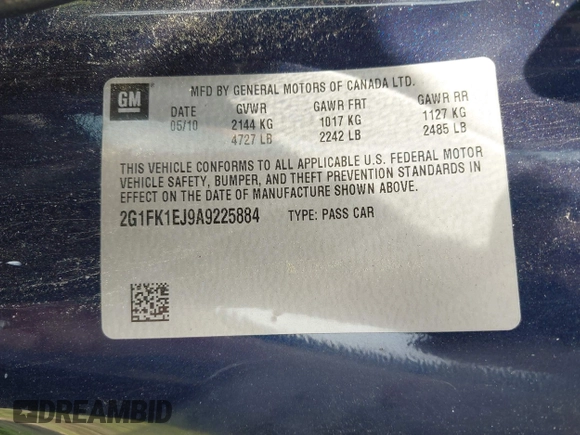 GM
MFD BY GENERAL MOTORS OF CANADA LTD.
DATE GVWR GAWR FRT GAWR RR
05/10 2144 KG 1017 KG 1127 KG
4727 LB 2242 LB 2485 LB
THIS VEHICLE CONFORMS TO ALL APPLICABLE U.S. FEDERAL MOTOR
VEHICLE SAFETY, BUMPER, AND THEFT PREVENTION STANDARDS IN
EFFECT ON THE DATE OF MANUFACTURE SHOWN ABOVE.
2G1FK1EJ9A9225884 TYPE: PASS CAR
DREAMBID